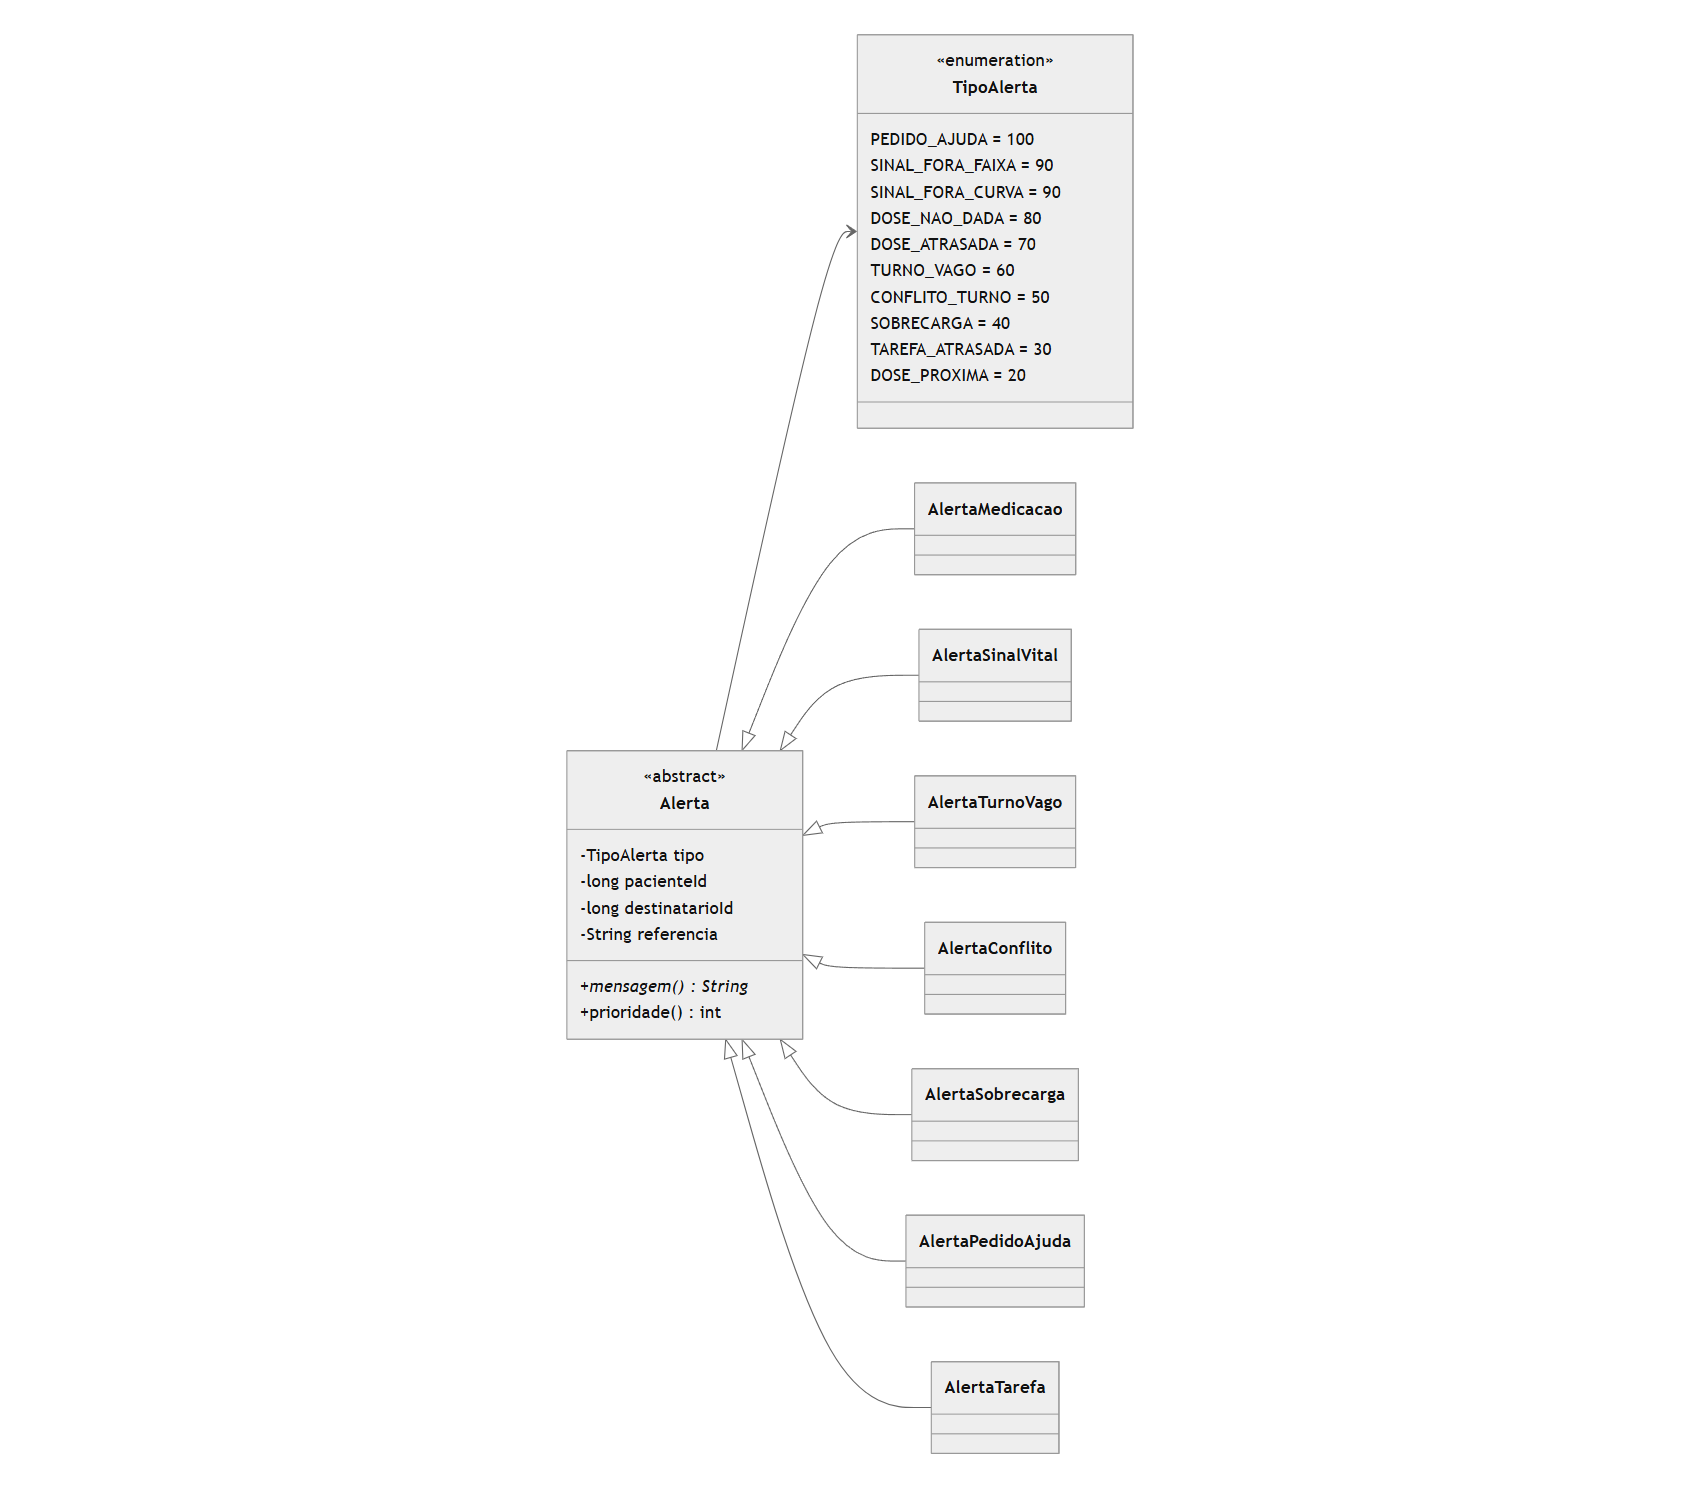 «enumeration»
TipoAlerta
PEDIDO_AJUDA = 100
SINAL_FORA_FAIXA = 90
SINAL_FORA_CURVA = 90
DOSE_NAO_DADA = 80
DOSE_ATRASADA = 70
TURNO_VAGO = 60
CONFLITO_TURNO = 50
SOBRECARGA = 40
TAREFA_ATRASADA = 30
DOSE_PROXIMA = 20
AlertaMedicacao
AlertaSinalVital
«abstract»
Alerta
-TipoAlerta tipo
-long pacienteId
-long destinatarioId
-String referencia
+mensagem() : String
+prioridade() : int
AlertaTurnoVago
AlertaConflito
AlertaSobrecarga
AlertaPedidoAjuda
AlertaTarefa